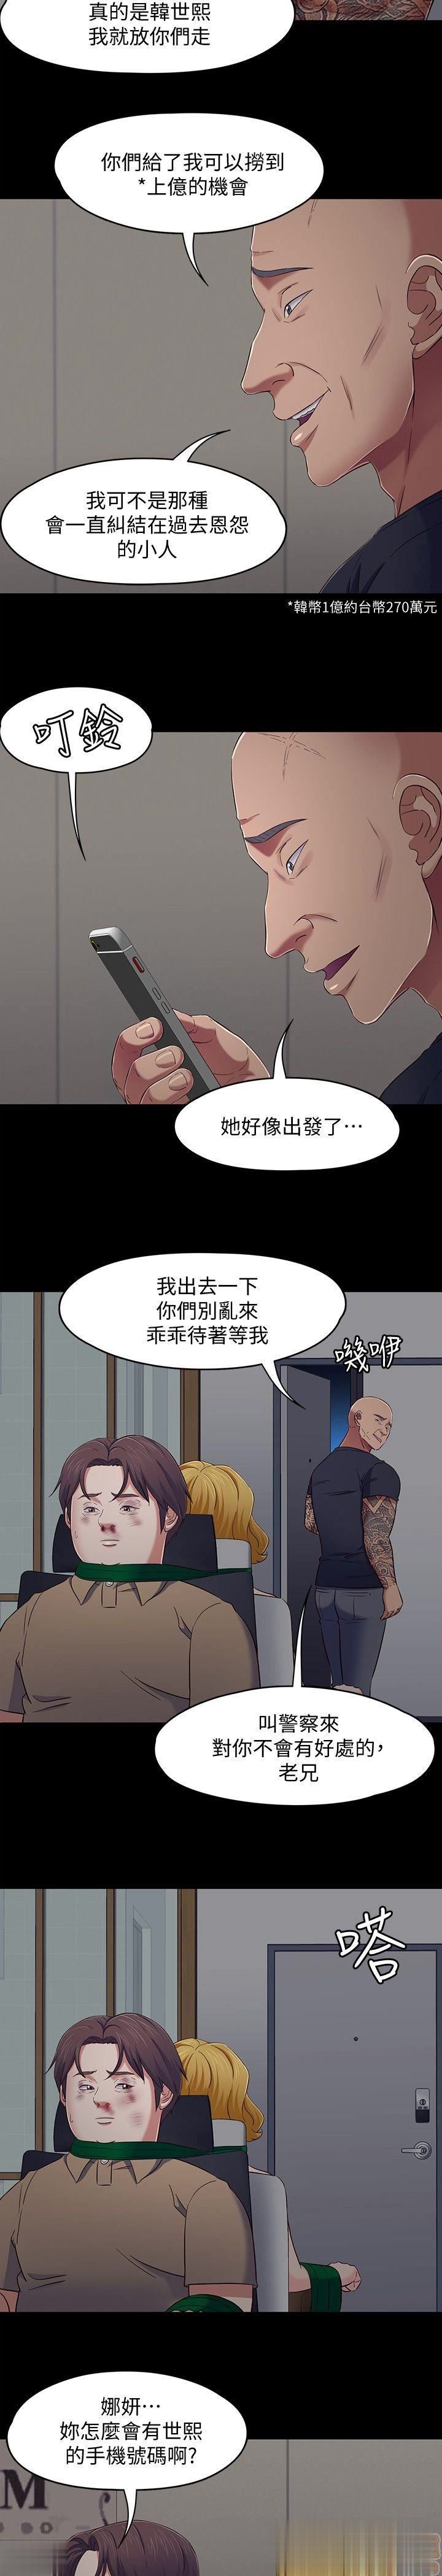 真的是韓世熙
我就放你們走
你們給了我可以撈到
*上億的機會
我可不是那種
會一直糾結在過去恩怨
的小人
*韓幣1億約台幣270萬元
叮鈴
她好像出發了…
我出去一下
你們別亂來
乖乖待著等我
嘰咿
叫警察來
對你不會有好處的,
老兄
嗒
娜妍…
妳怎麼會有世熙
的手機號碼啊?
M